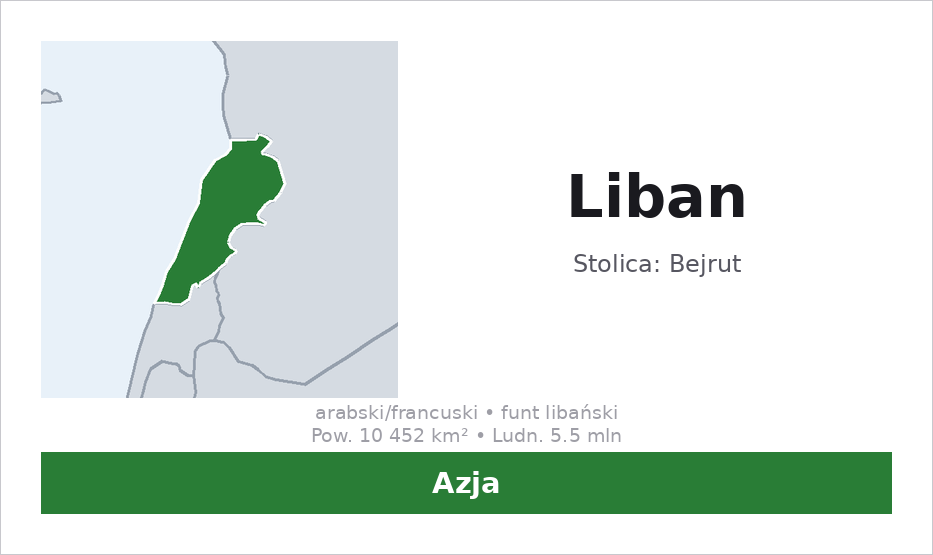 Liban
Stolica: Bejrut
arabski/francuski • funt libański
Pow. 10 452 km² • Ludn. 5.5 mln
Azja